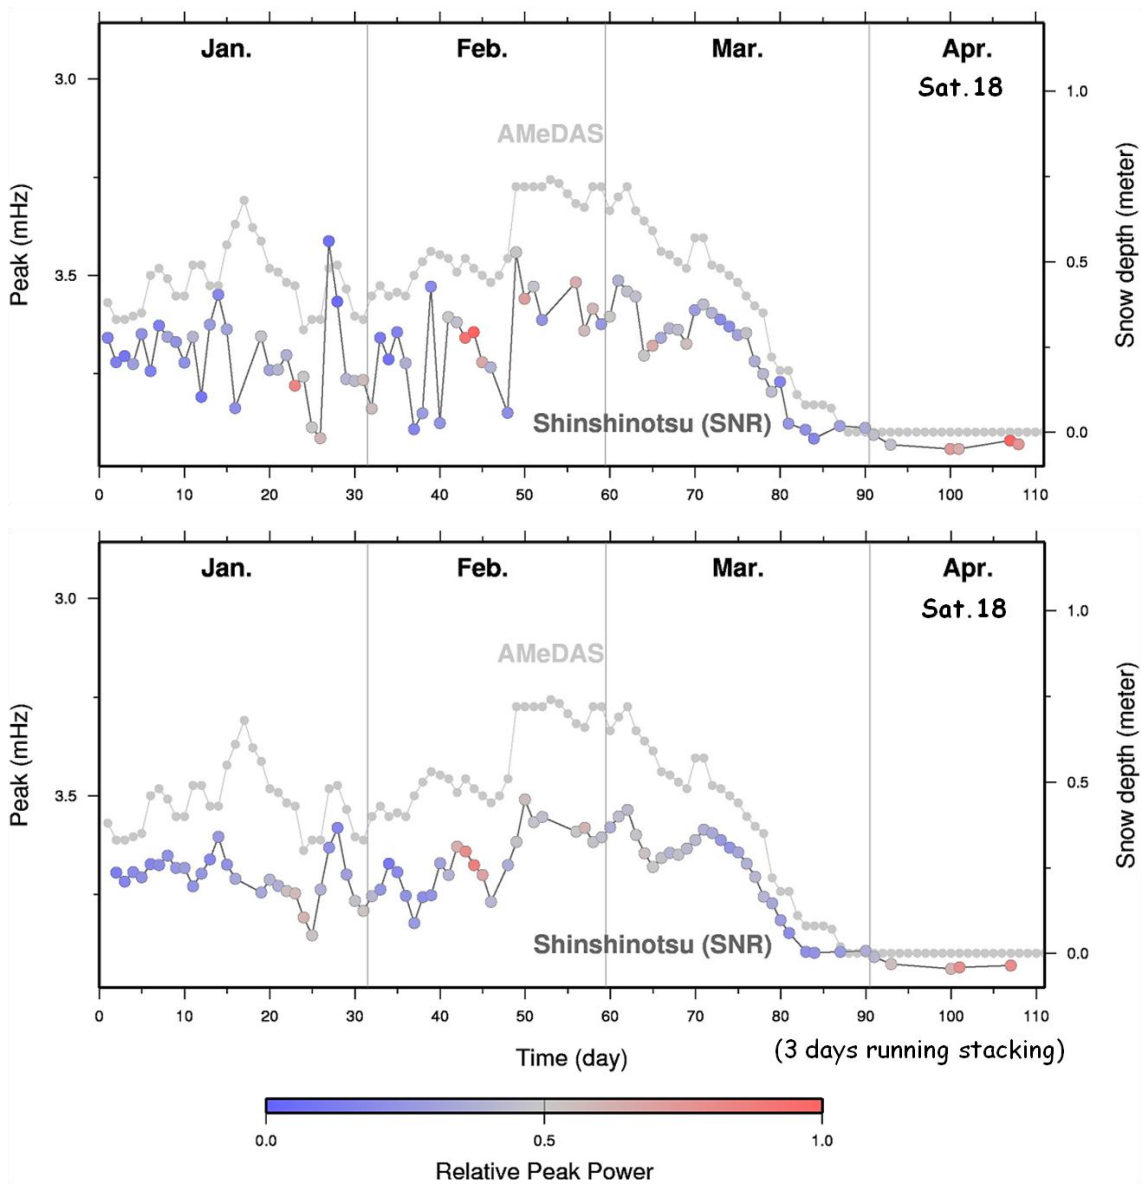 Jan. Feb. Mar. Apr.
Sat.18
3.0
1.0
AMeDAS
Peak (mHz)
Snow depth (meter)
3.5
0.5
Shinshinotsu (SNR)
0.0
0 10 20 30 40 50 60 70 80 90 100 110
Jan. Feb. Mar. Apr.
3.0
Sat.18
1.0
AMeDAS
Peak (mHz)
Snow depth (meter)
3.5
0.5
Shinshinotsu (SNR)
0.0
0 10 20 30 40 50 60 70 80 90 100 110
Time (day)
(3 days running stacking)
0.0 0.5 1.0
Relative Peak Power